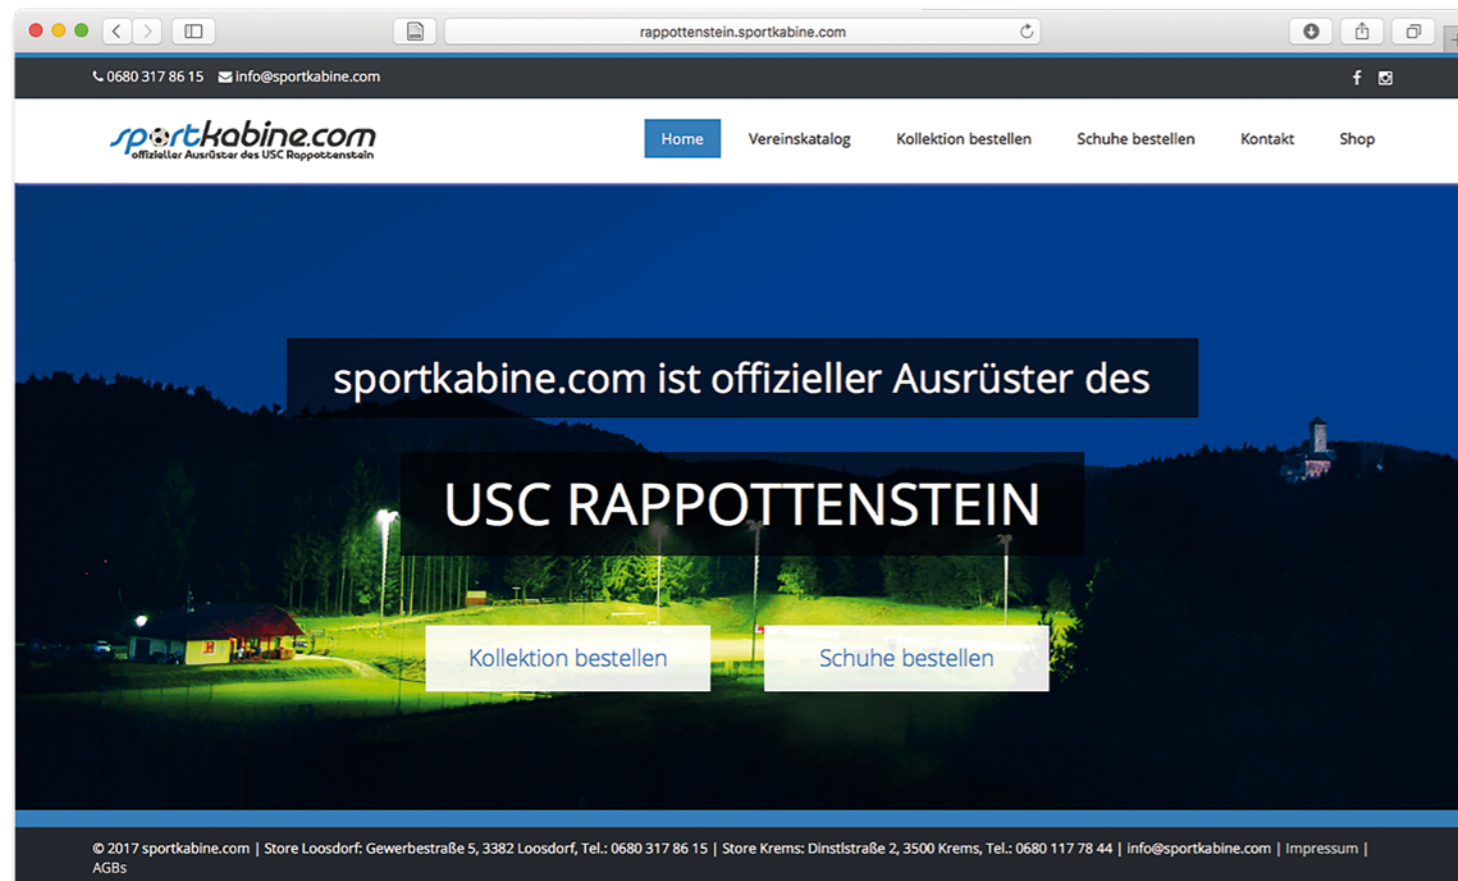 rappottenstein.sportkabine.com
0680 317 86 15 info@sportkabine.com
sportkabine.com
offizieller Ausrüster des USC Rappottenstein
Home Vereinskatalog Kollektion bestellen Schuhe bestellen Kontakt Shop
sportkabine.com ist offizieller Ausrüster des
USC RAPPOTTENSTEIN
Kollektion bestellen Schuhe bestellen
© 2017 sportkabine.com | Store Loosdorf: Gewerbestraße 5, 3382 Loosdorf, Tel.: 0680 317 86 15 | Store Krems: Dinstlstraße 2, 3500 Krems, Tel.: 0680 117 78 44 | info@sportkabine.com | Impressum |
AGBs